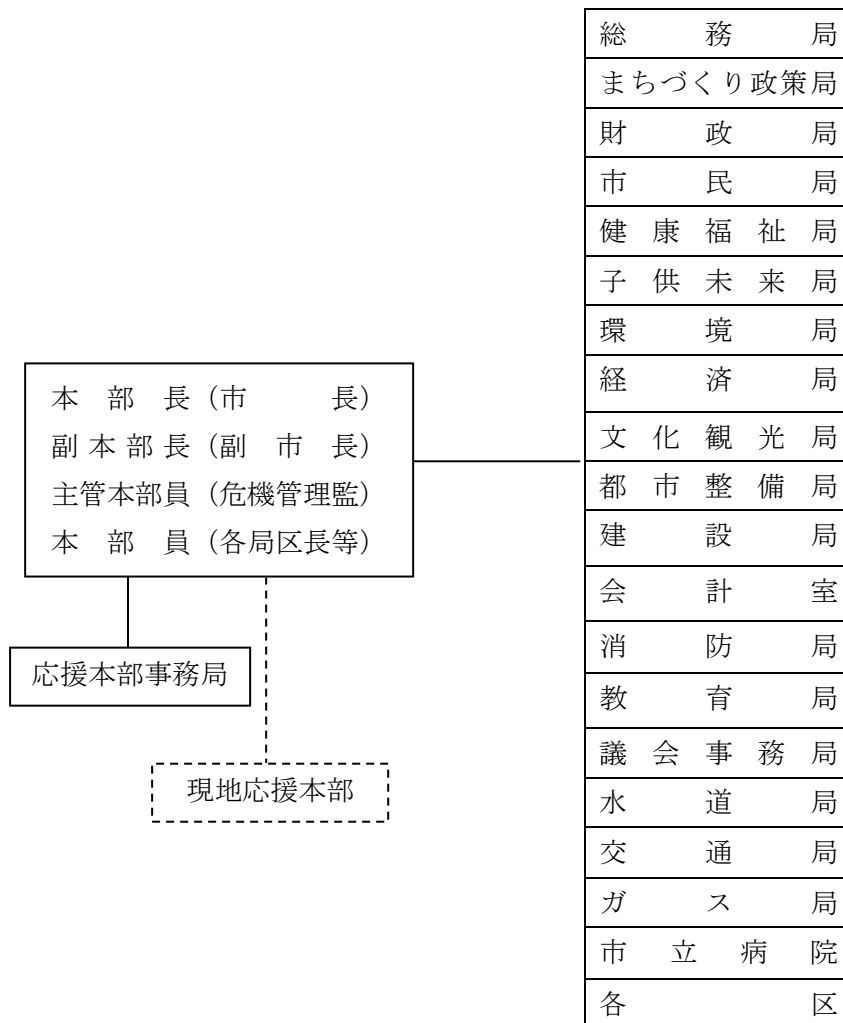 総務局
まちづくり政策局
財政局
市民局
健康福祉局
子供未来局
環境局
経済局
文化観光局
都市整備局
建設局
会計室
消防局
教育局
議会事務局
水道局
交通局
ガス局
市立病院
各区
本部長（市長）
副本部長（副市長）
主管本部員（危機管理監）
本部員（各局区長等）
応援本部事務局
現地応援本部